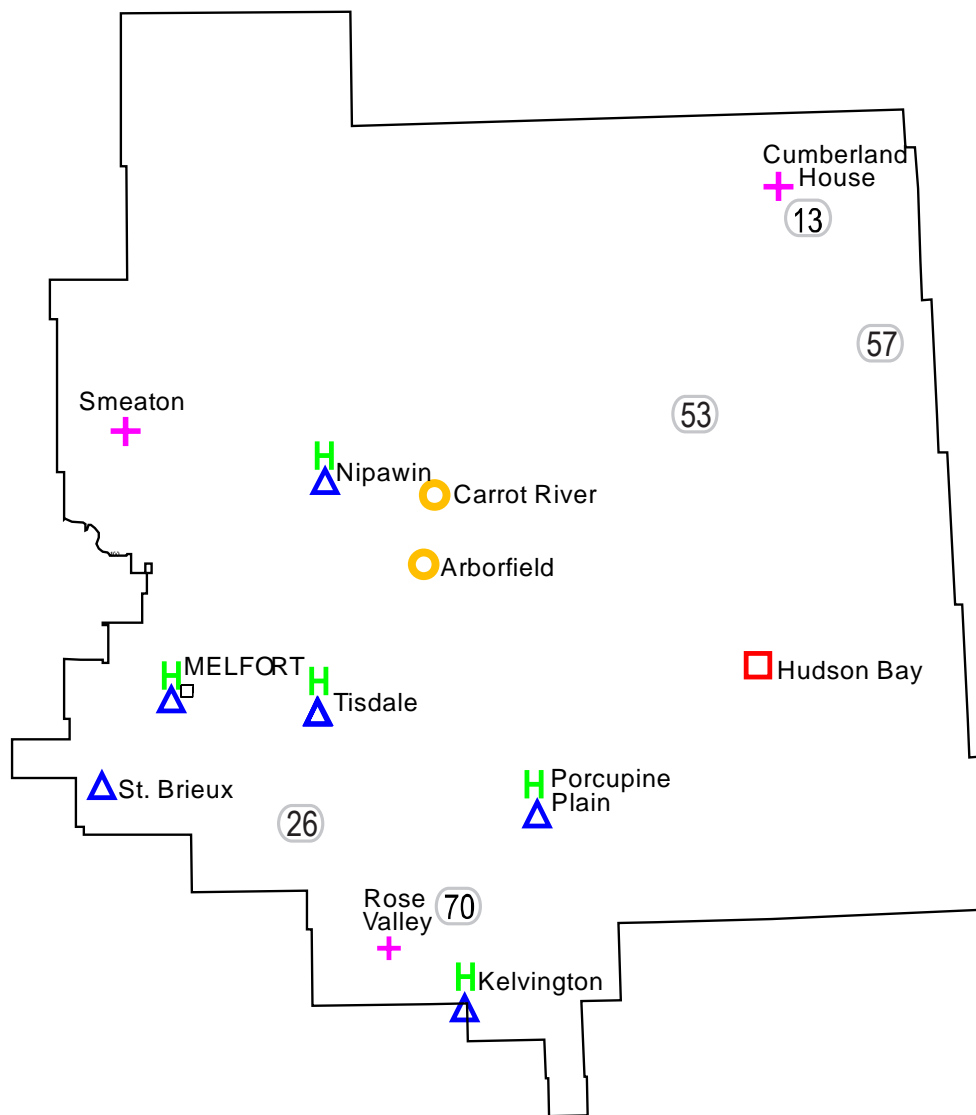 Cumberland
House
13
57
Smeaton
53
H
Nipawin
Carrot River
Arborfield
H
MELFORT
H
Tisdale
Hudson Bay
St. Brieux
H
Porcupine
Plain
26
Rose
Valley
70
H
Kelvington